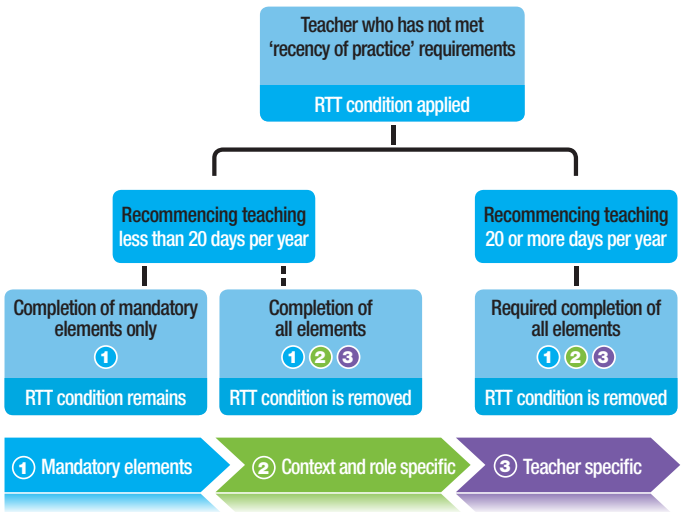 Teacher who has not met
‘recency of practice’ requirements
RTT condition applied
Recommencing teaching
less than 20 days per year
Recommencing teaching
20 or more days per year
Completion of mandatory
elements only
1
RTT condition remains
Completion of
all elements
1 2 3
RTT condition is removed
Required completion of
all elements
1 2 3
RTT condition is removed
1 Mandatory elements
2 Context and role specific
3 Teacher specific